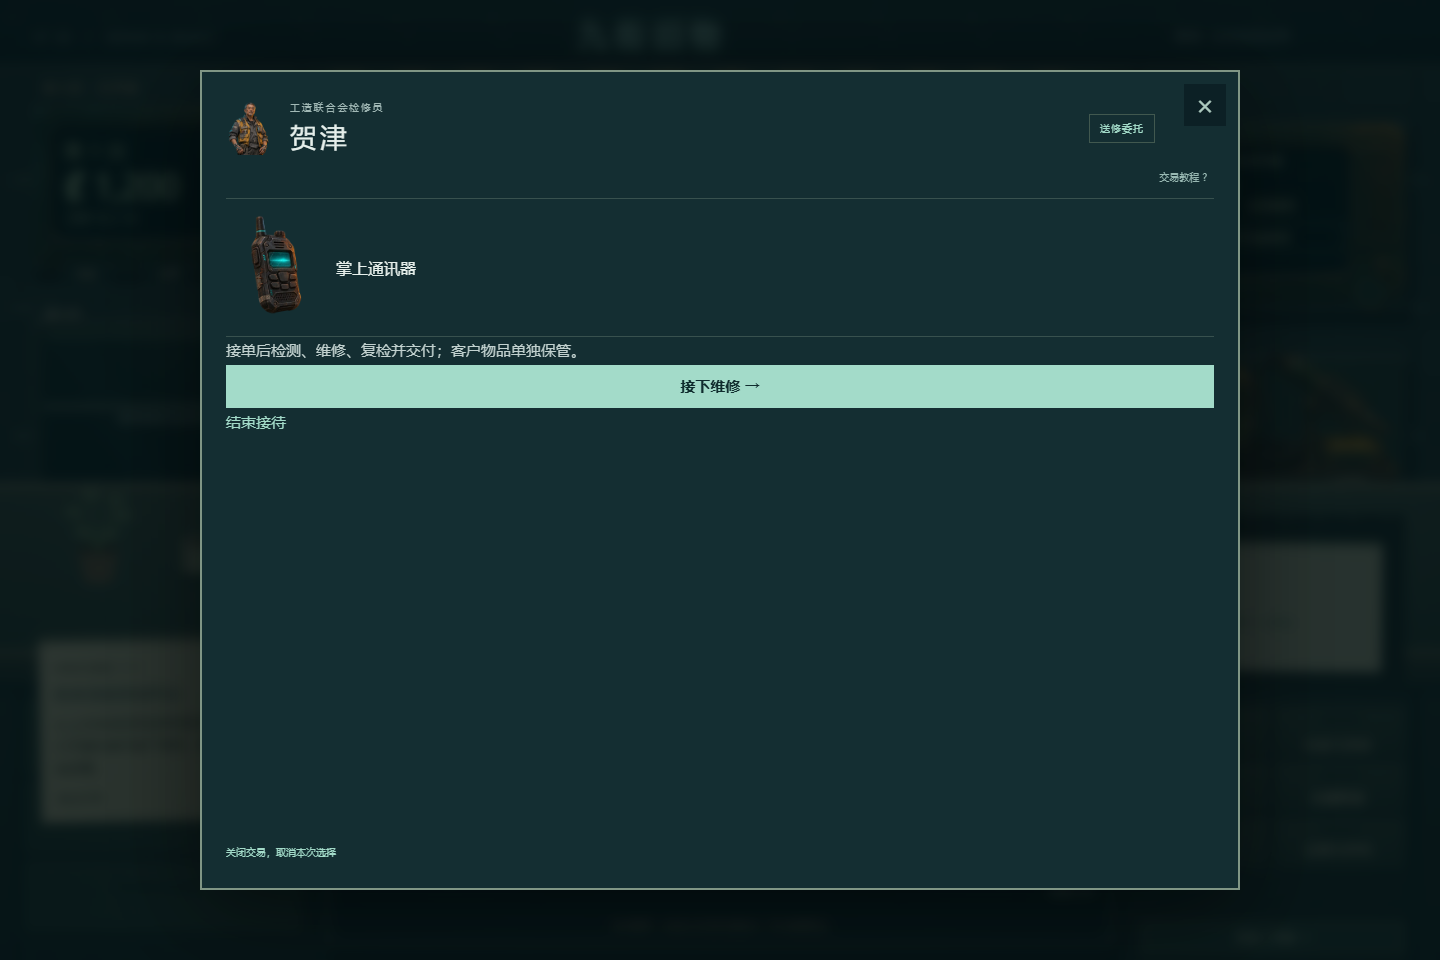 工造联合会检修员
贺津
送修委托
交易教程？
掌上通讯器
接单后检测、维修、复检并交付；客户物品单独保管。
接下维修 →
结束接待
关闭交易，取消本次选择